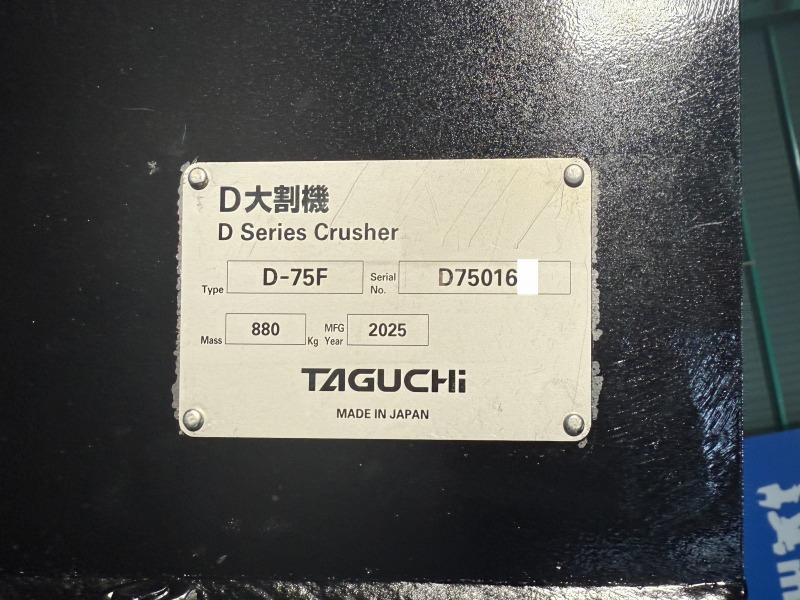 D大割機
D Series Crusher
Type D-75F Serial No. D75016
Mass 880 Kg MFG Year 2025
TAGUCHi
MADE IN JAPAN